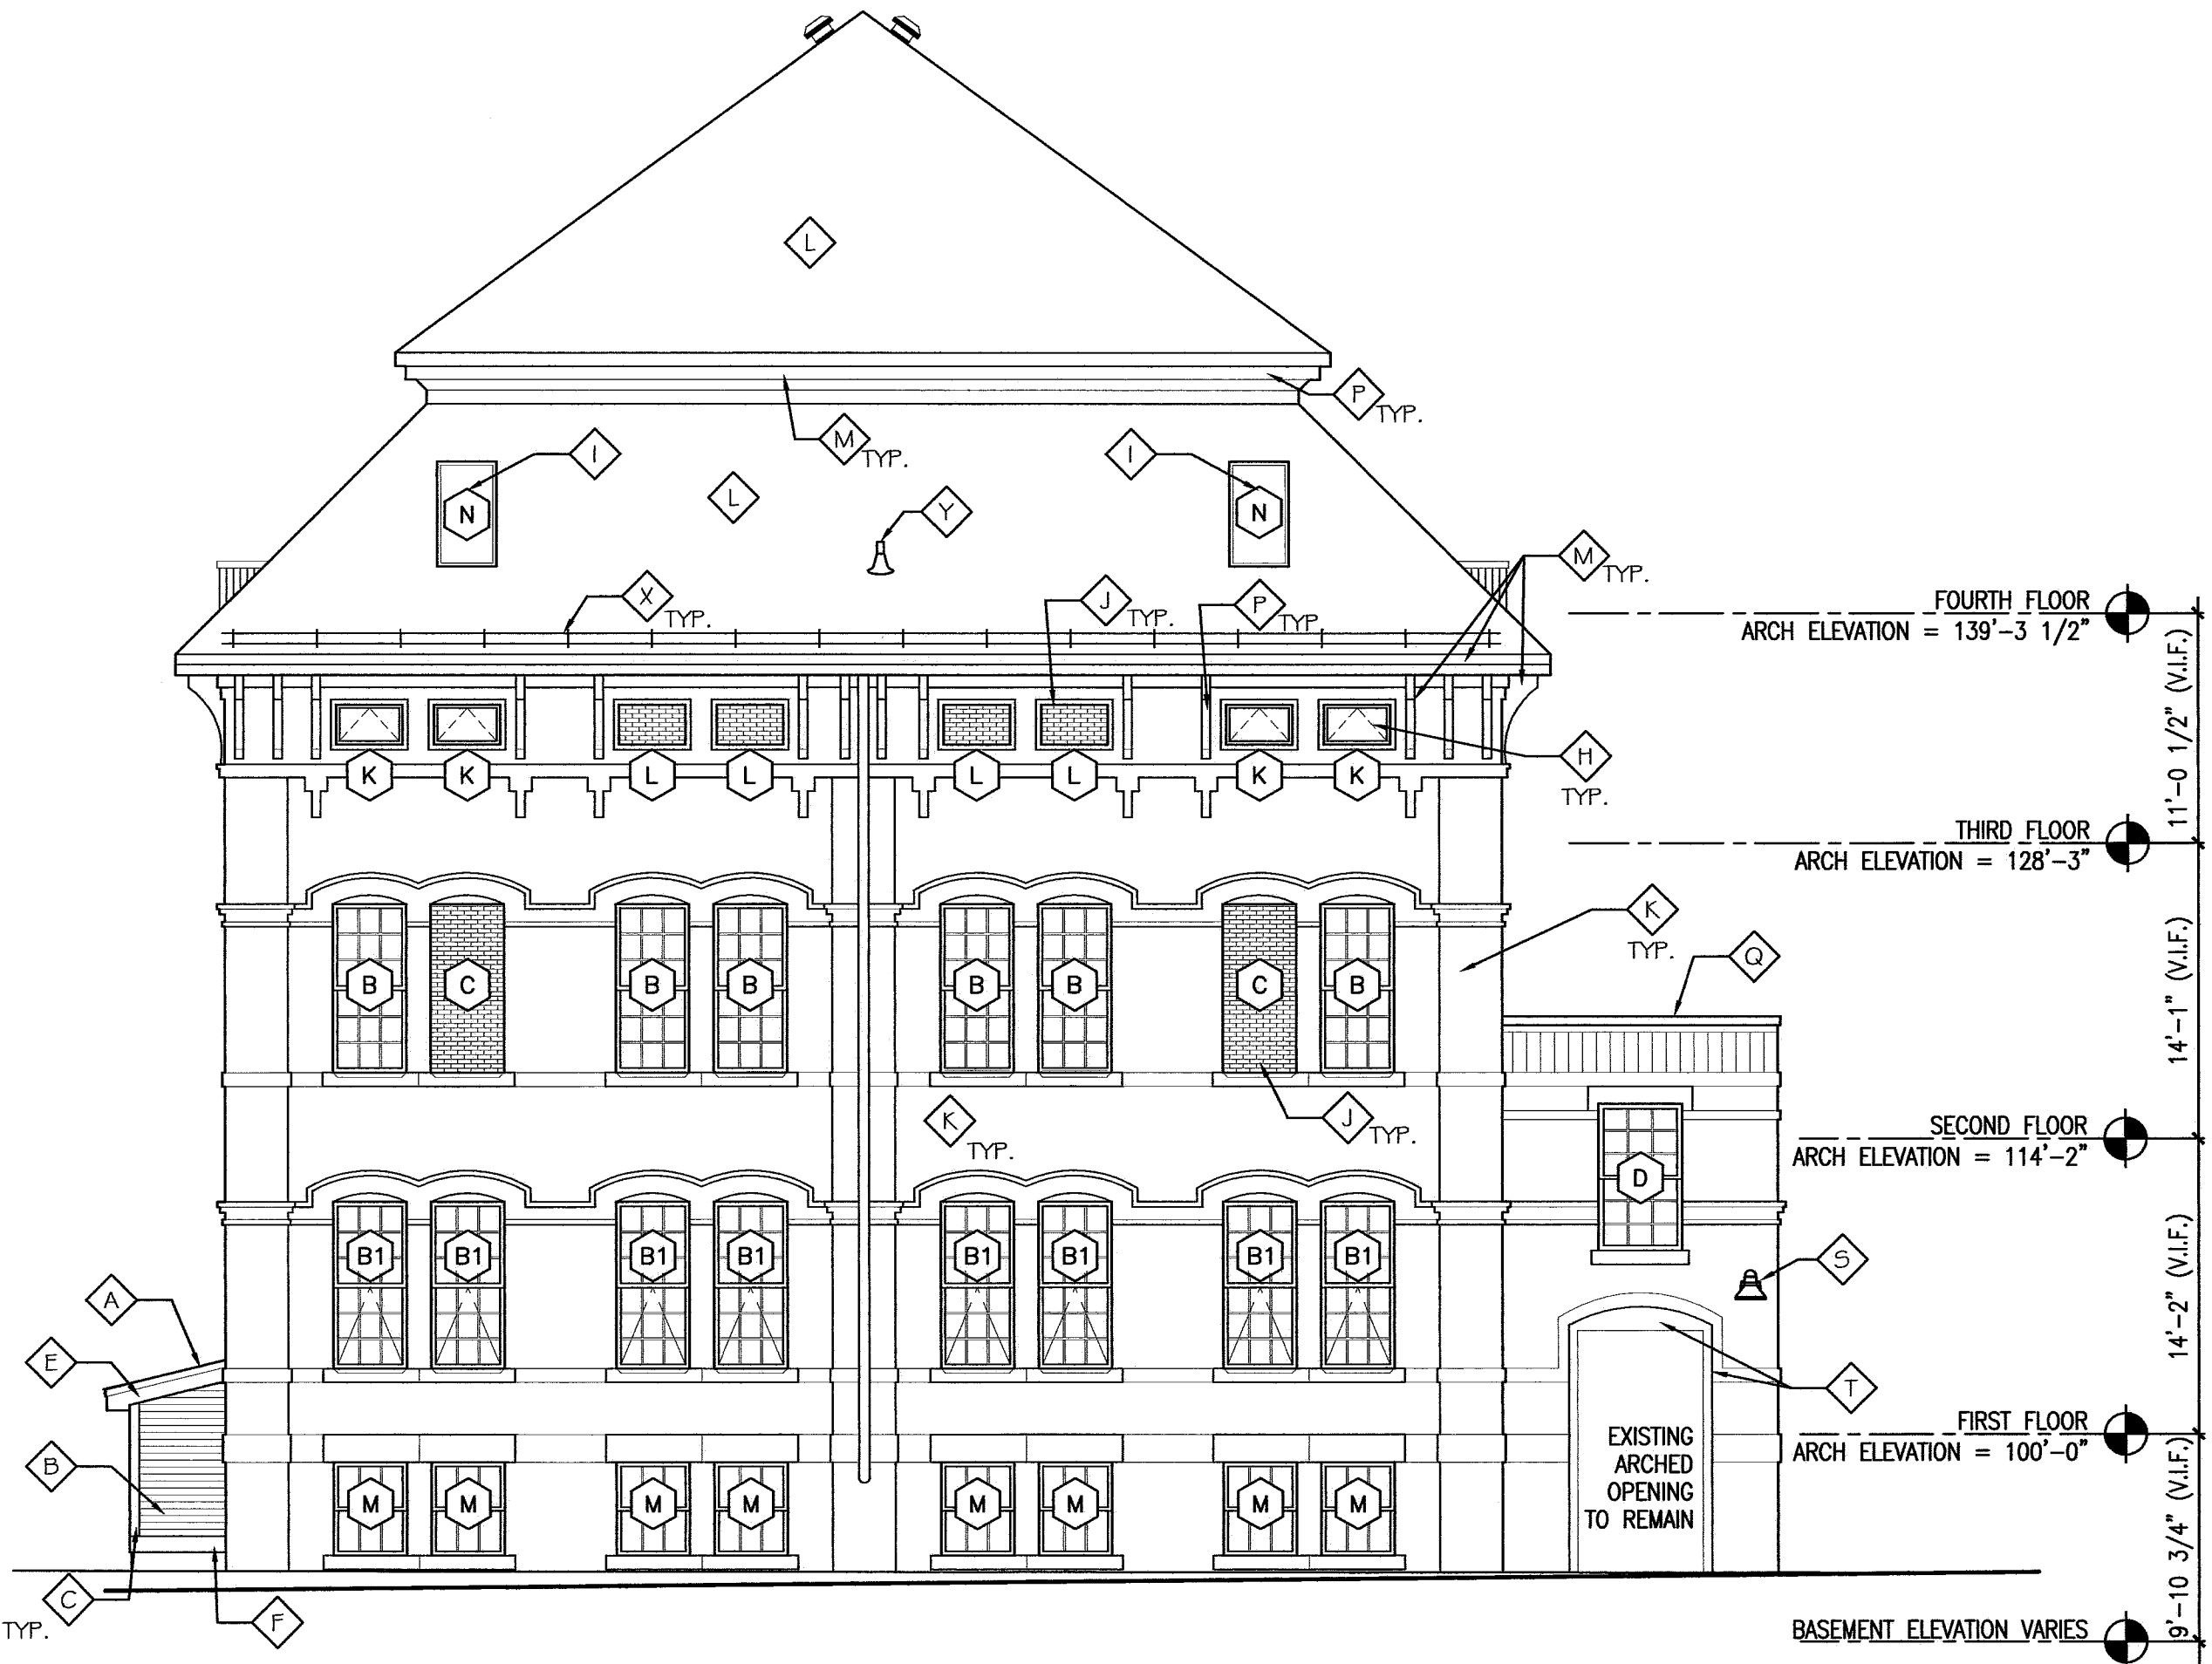 L
P
TYP.
M
TYP.
I
I
N
L
Y
N
M
TYP.
X
TYP.
J
TYP.
P
TYP.
FOURTH FLOOR
ARCH ELEVATION = 139'-3 1/2"
11'-0 1/2" (V.I.F.)
H
TYP.
K K L L L L K K
THIRD FLOOR
ARCH ELEVATION = 128'-3"
K
TYP.
Q
14'-1" (V.I.F.)
B C B B B B C B
K
TYP.
J
TYP.
SECOND FLOOR
ARCH ELEVATION = 114'-2"
D
14'-2" (V.I.F.)
B1 B1 B1 B1 B1 B1 B1 B1
S
A
E
T
B
EXISTING
ARCHED
OPENING
TO REMAIN
FIRST FLOOR
ARCH ELEVATION = 100'-0"
M M M M M M M M
9'-10 3/4" (V.I.F.)
C
TYP.
F
BASEMENT ELEVATION VARIES